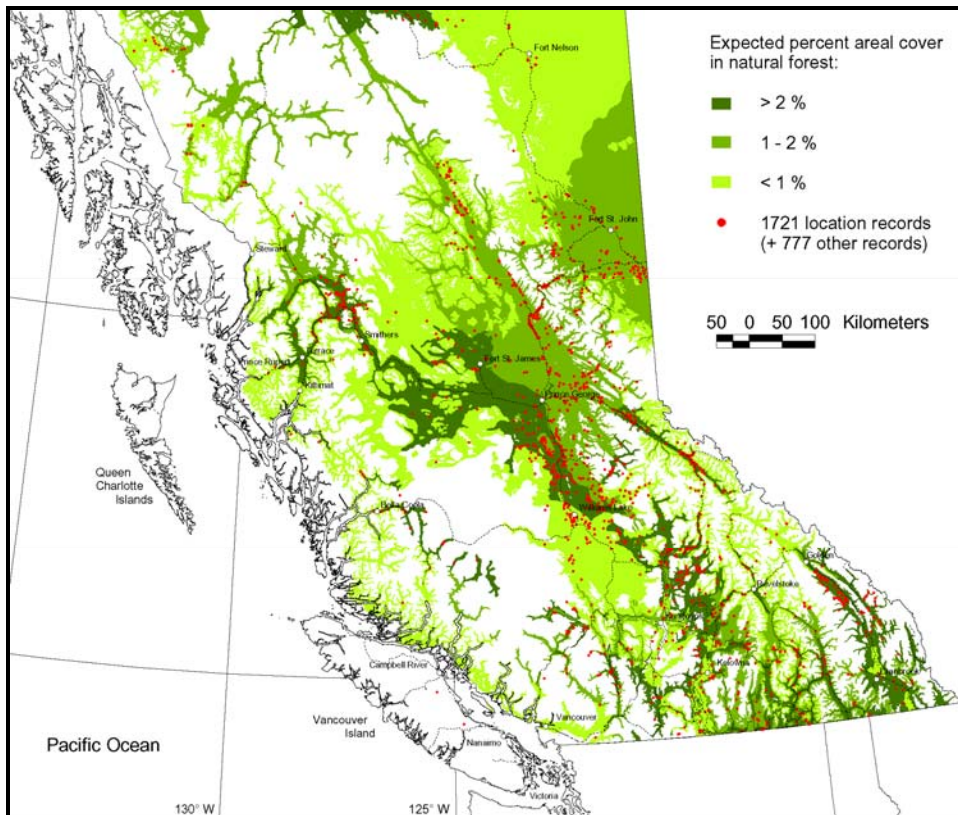 Fort Nelson
Expected percent areal cover
in natural forest:
> 2 %
1 - 2 %
< 1 %
1721 location records
(+ 777 other records)
Fort St. John
Stewart
50 0 50 100 Kilometers
Smithers
Fort St. James
Terrace
Prince Rupert
Kitimat
Prince George
Queen
Charlotte
Islands
Bella Coola
Williams Lake
Golden
Revelstoke
Kelowna
Campbell River
Vancouver
Vancouver
Island
Pacific Ocean
Nanaimo
Victoria
130° W
125° W